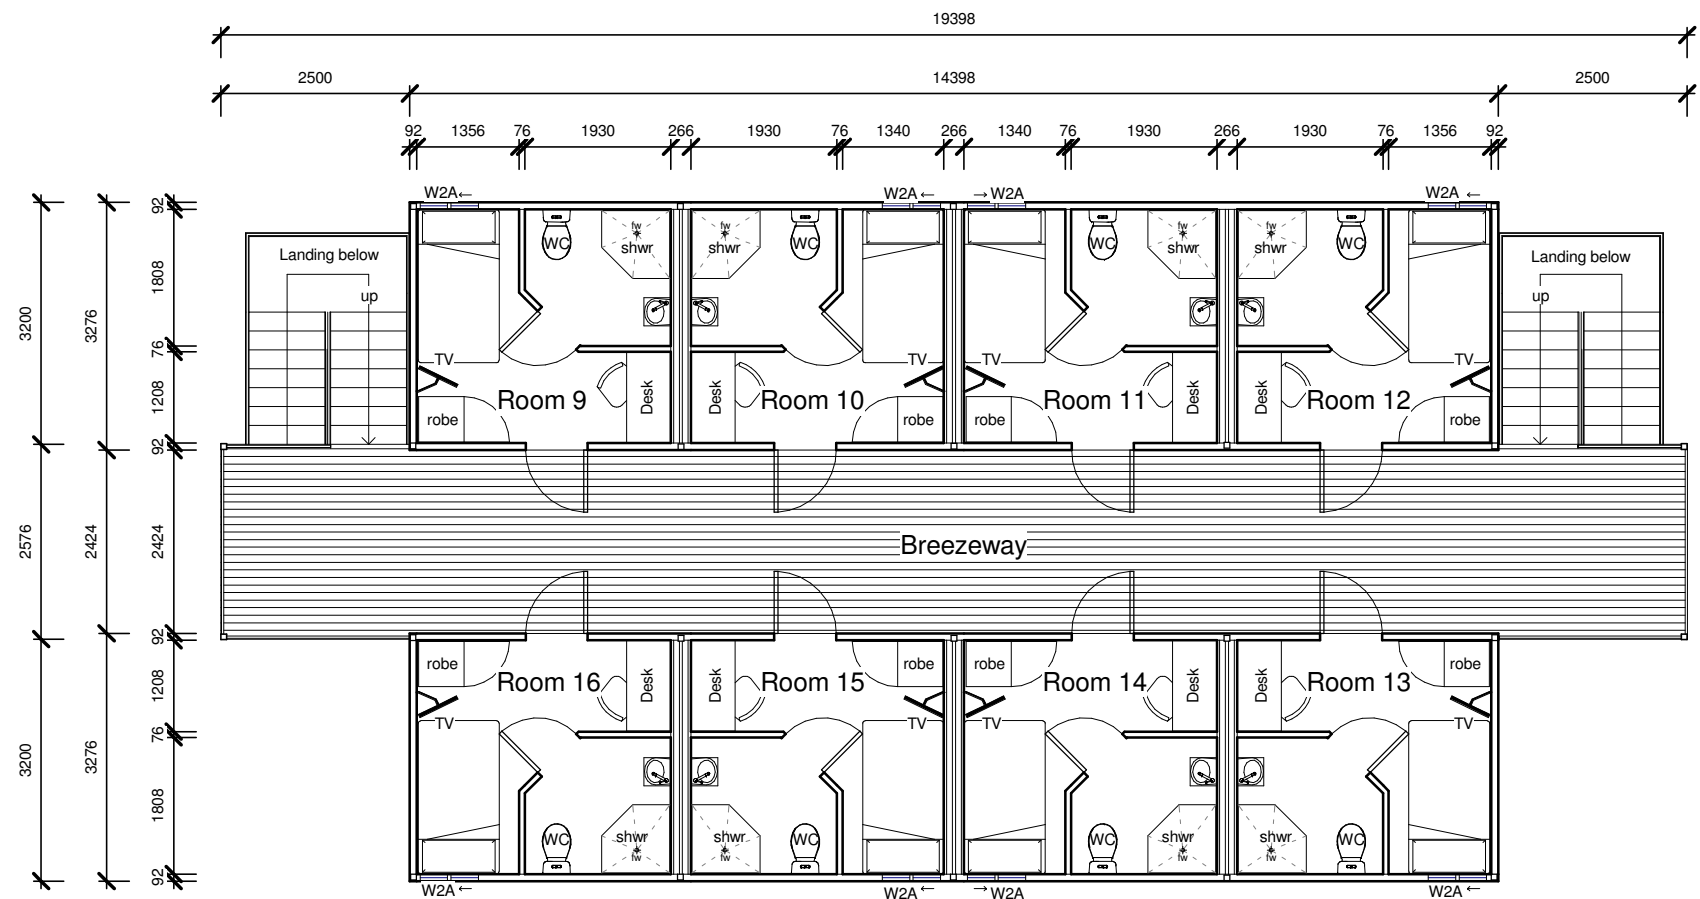 19398
2500 14398 2500
92 1356 76 1930 266 1930 76 1340 266 1340 76 1930 266 1930 76 1356 92
W2A← W2A ← →W2A W2A ←
92 1808 76 1208 92 2424 92 1208 76 1808 92
3276 2424 3276
3200 2576 3200
Landing below
up
WC fw shwr fw shwr WC WC fw shwr fw shwr WC
Landing below
up
TV TV TV TV
Room 9 Desk Desk Room 10 Room 11 Desk Desk Room 12
robe robe robe robe
Breezeway
robe robe robe robe
Room 16 Desk Desk Room 15 Room 14 Desk Desk Room 13
TV TV TV TV
WC shwr fw shwr fw WC WC shwr fw shwr fw WC
W2A← W2A ← →W2A W2A ←